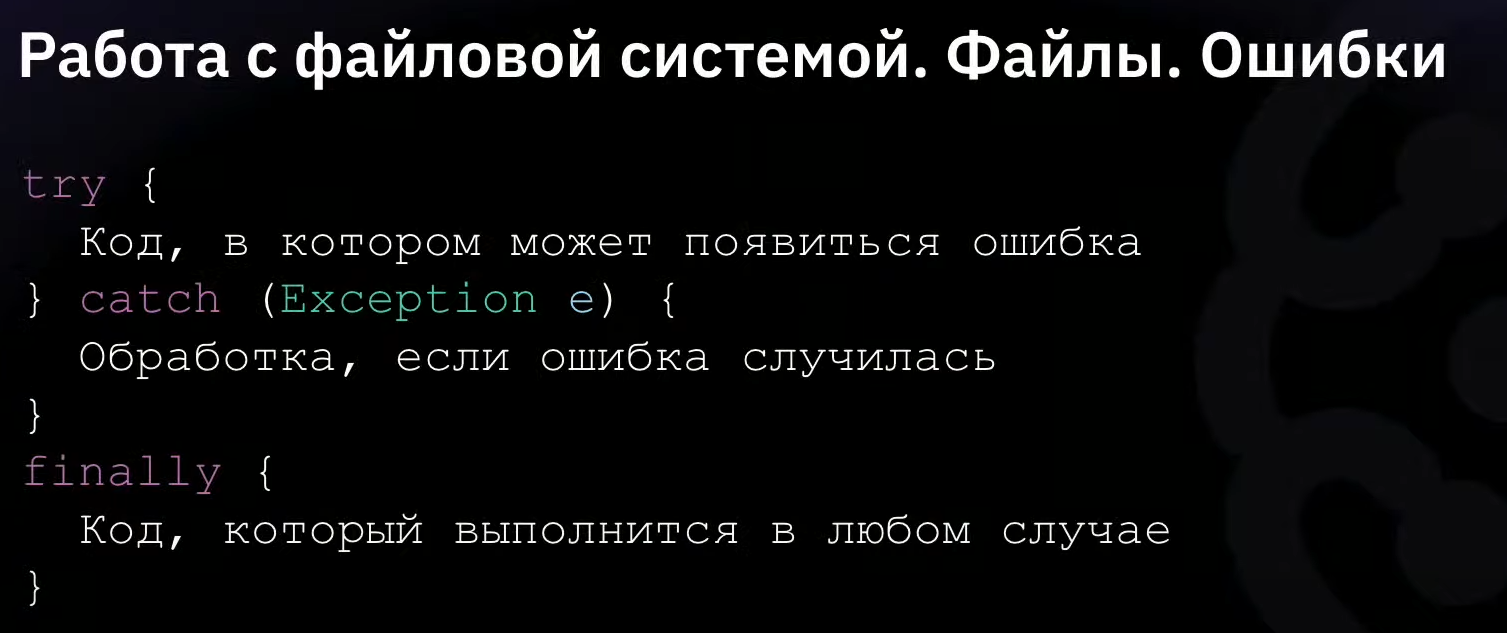 Работа с файловой системой. Файлы. Ошибки
try {
  Код, в котором может появиться ошибка
} catch (Exception e) {
  Обработка, если ошибка случилась
}
finally {
  Код, который выполнится в любом случае
}